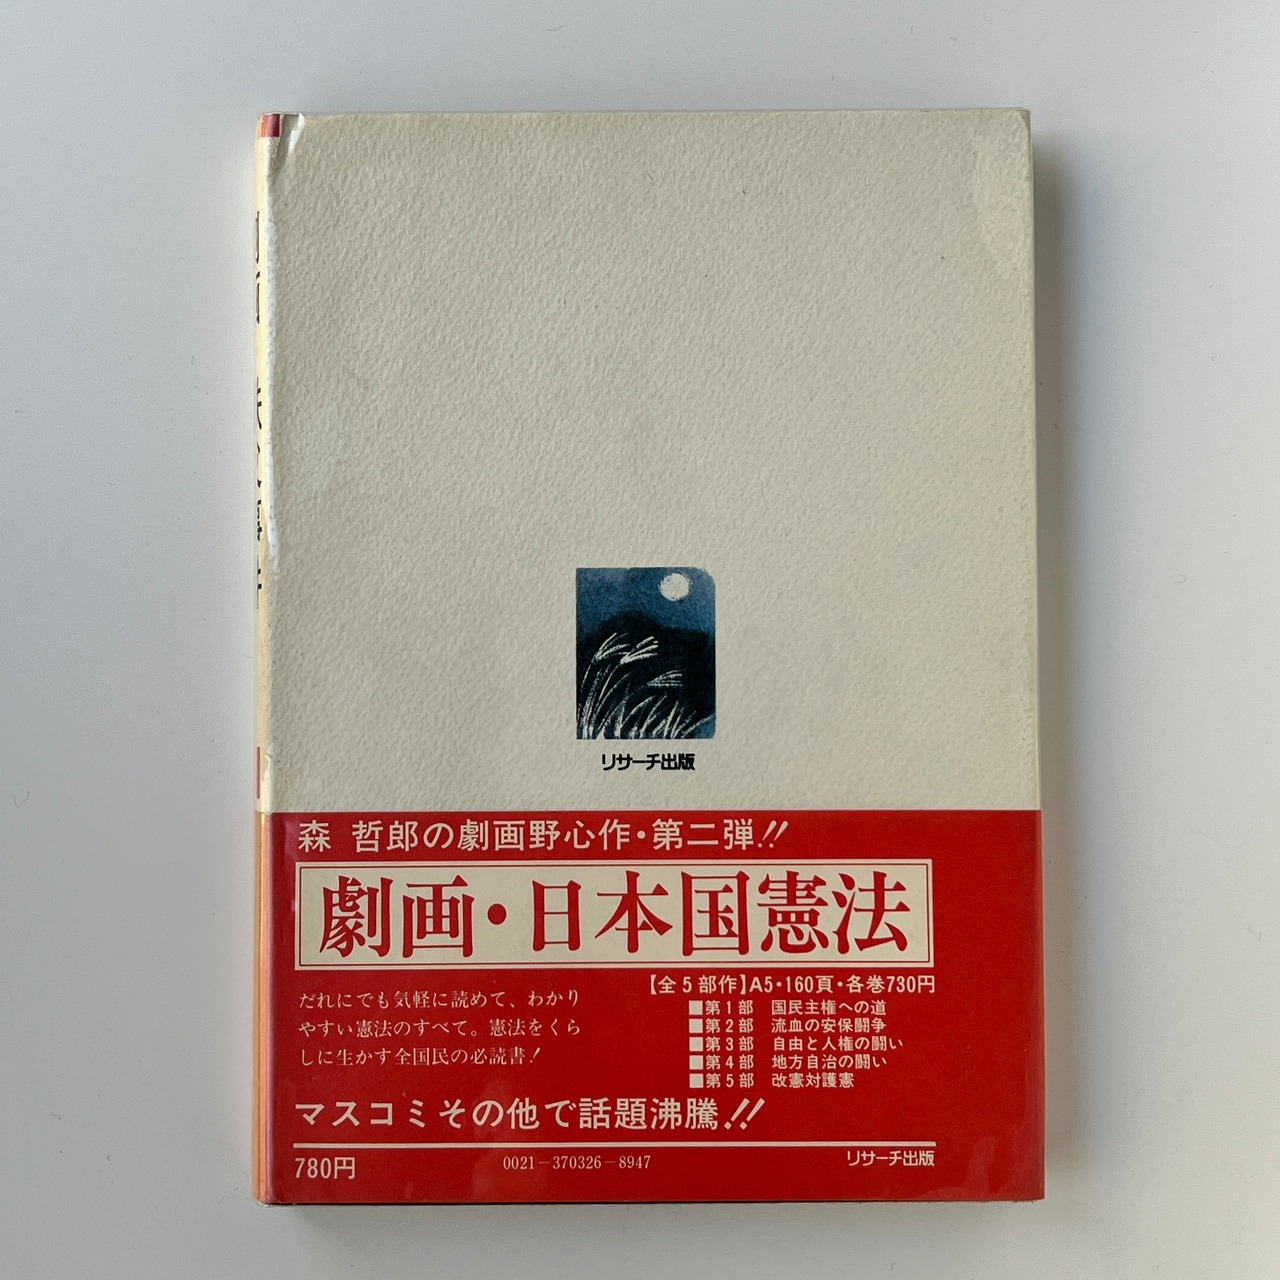 リサーチ出版
森 哲郎の劇画野心作・第二弾!!
劇画・日本国憲法
【全5部作】A5・160頁・各巻730円
だれにでも気軽に読めて、わかり
やすい憲法のすべて。憲法をくら
しに生かす全国民の必読書!
■第1部 国民主権への道
■第2部 流血の安保闘争
■第3部 自由と人権の闘い
■第4部 地方自治の闘い
■第5部 改憲対護憲
マスコミその他で話題沸騰!!
780円
0021-370326-8947
リサーチ出版